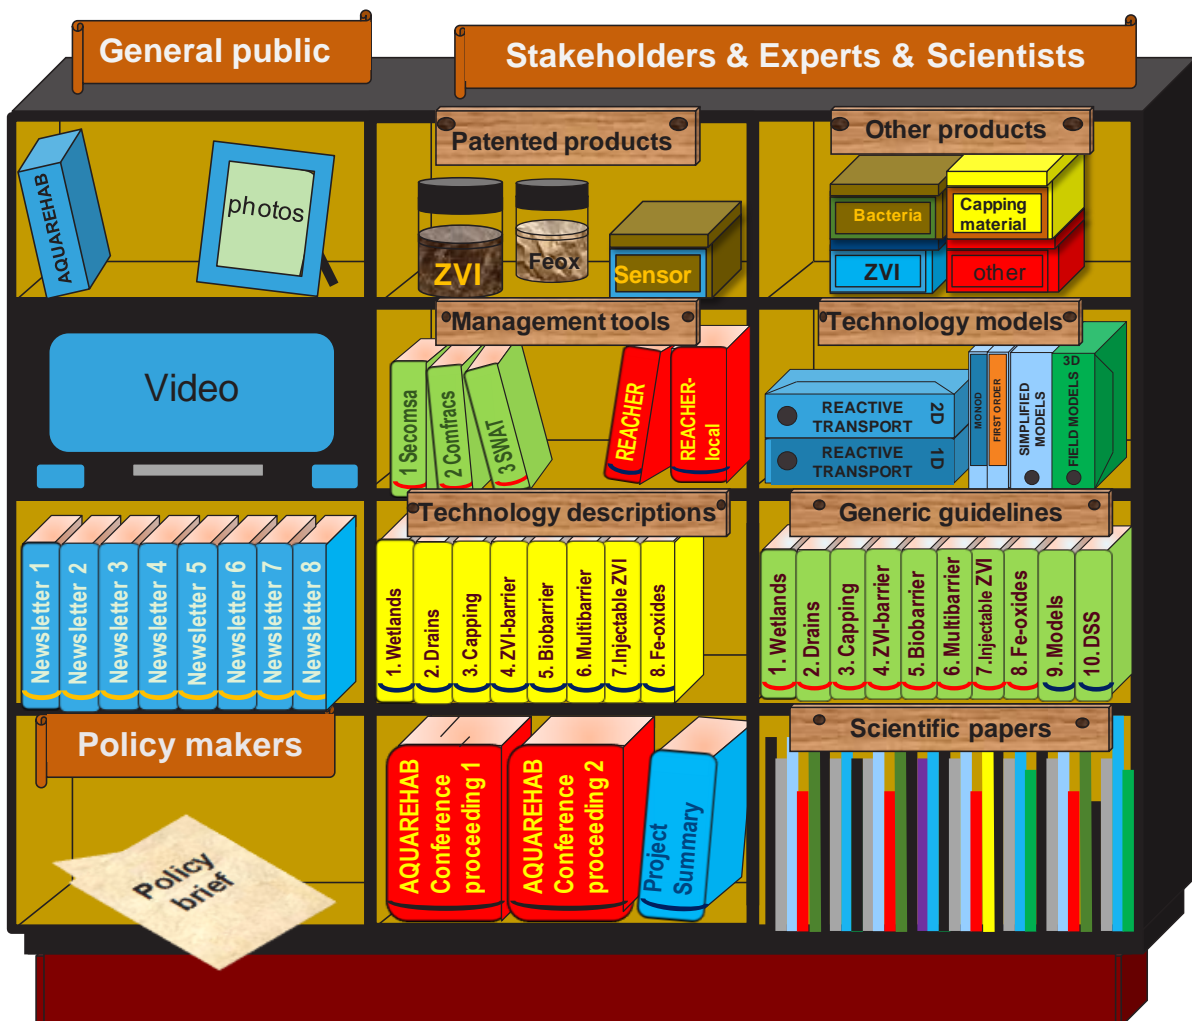 General public
Stakeholders & Experts & Scientists
AQUAREHAB
photos
Patented products
ZVI
Feox
Sensor
Other products
Bacteria
Capping
material
ZVI
other
Video
Management tools
1 Secomsa
2 Comfracs
3 SWAT
REACHER
REACHER-
local
Technology models
REACTIVE
TRANSPORT
2D
REACTIVE
TRANSPORT
1D
MONOD
FIRST ORDER
SIMPLIFIED
MODELS
3D
FIELD MODELS
Newsletter 1
Newsletter 2
Newsletter 3
Newsletter 4
Newsletter 5
Newsletter 6
Newsletter 7
Newsletter 8
Technology descriptions
1. Wetlands
2. Drains
3. Capping
4. ZVI-barrier
5. Biobarrier
6. Multibarrier
7.Injectable ZVI
8. Fe-oxides
Generic guidelines
1. Wetlands
2. Drains
3. Capping
4. ZVI-barrier
5. Biobarrier
6. Multibarrier
7.Injectable ZVI
8. Fe-oxides
9. Models
10. DSS
Policy makers
Policy
brief
AQUAREHAB
Conference
proceeding 1
AQUAREHAB
Conference
proceeding 2
Project
Summary
Scientific papers